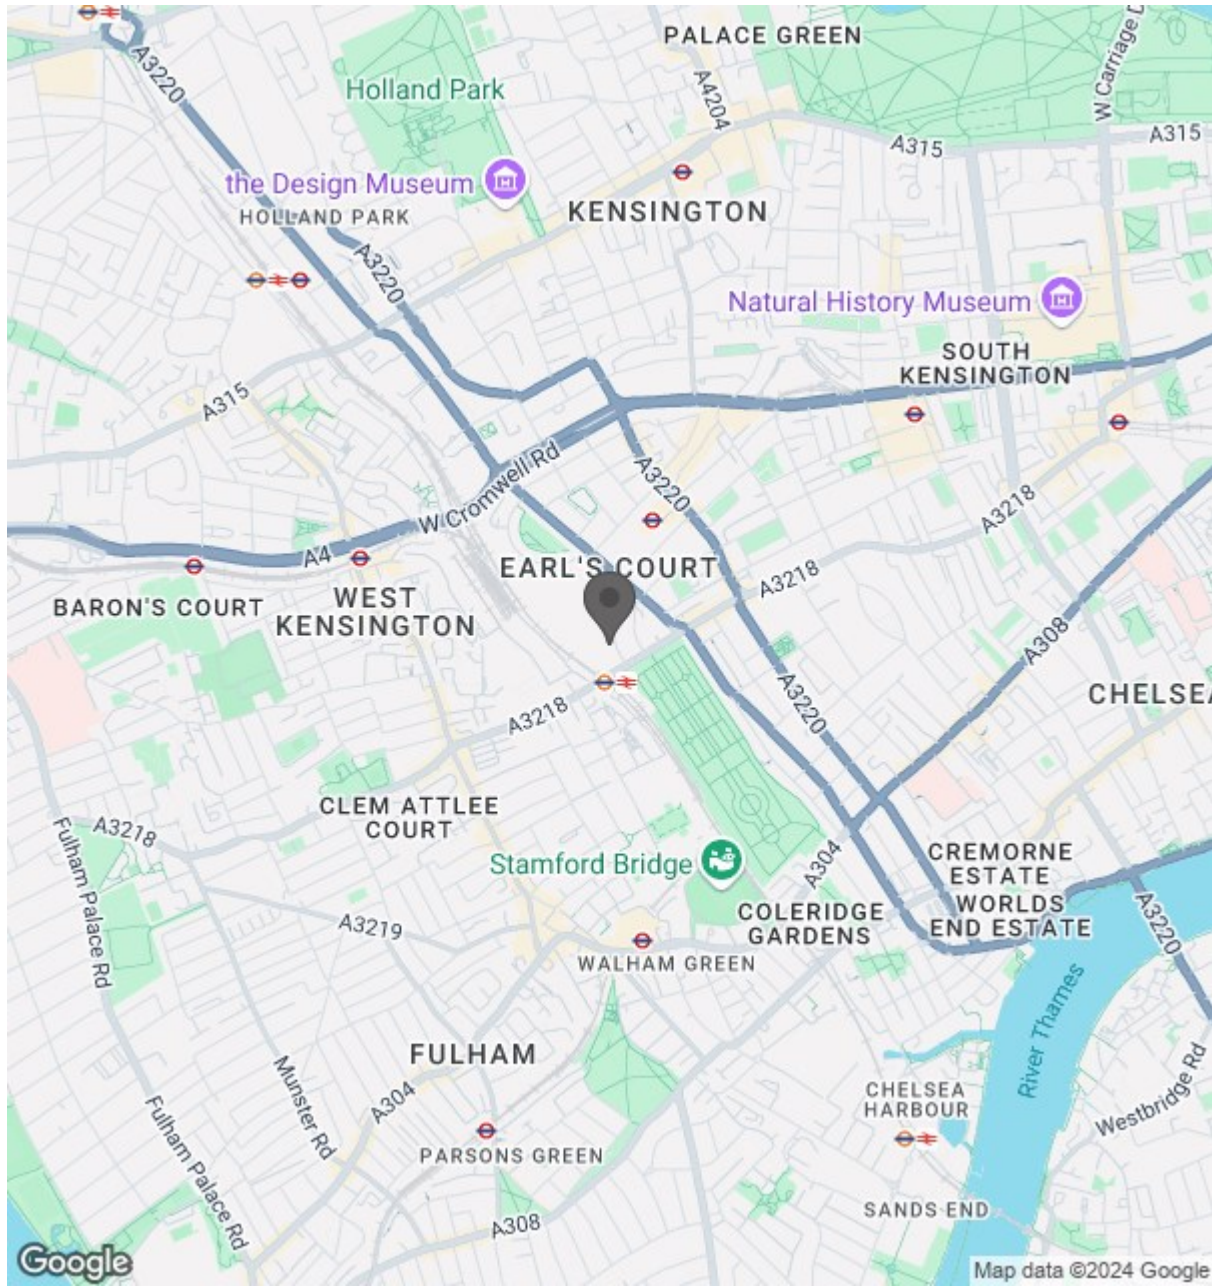 PALACE GREEN
W Carriage D
A3220
Holland Park
A4204
A315
A315
the Design Museum
HOLLAND PARK
KENSINGTON
A3220
Natural History Museum
SOUTH
KENSINGTON
A315
W Cromwell Rd
A3220
A3218
A4
EARL'S COURT
A3218
BARON'S COURT
WEST
KENSINGTON
A308
CHELSEA
A3218
A3220
CLEM ATTLEE
COURT
A3218
Fulham Palace Rd
Stamford Bridge
A304
CREMORNE
ESTATE
WORLDS
END ESTATE
COLERIDGE
GARDENS
A3219
A3220
WALHAM GREEN
River Thames
FULHAM
Munster Rd
A304
CHELSEA
HARBOUR
Westbridge Rd
Fulham Palace Rd
PARSONS GREEN
SANDS END
A308
Google
Map data ©2024 Google